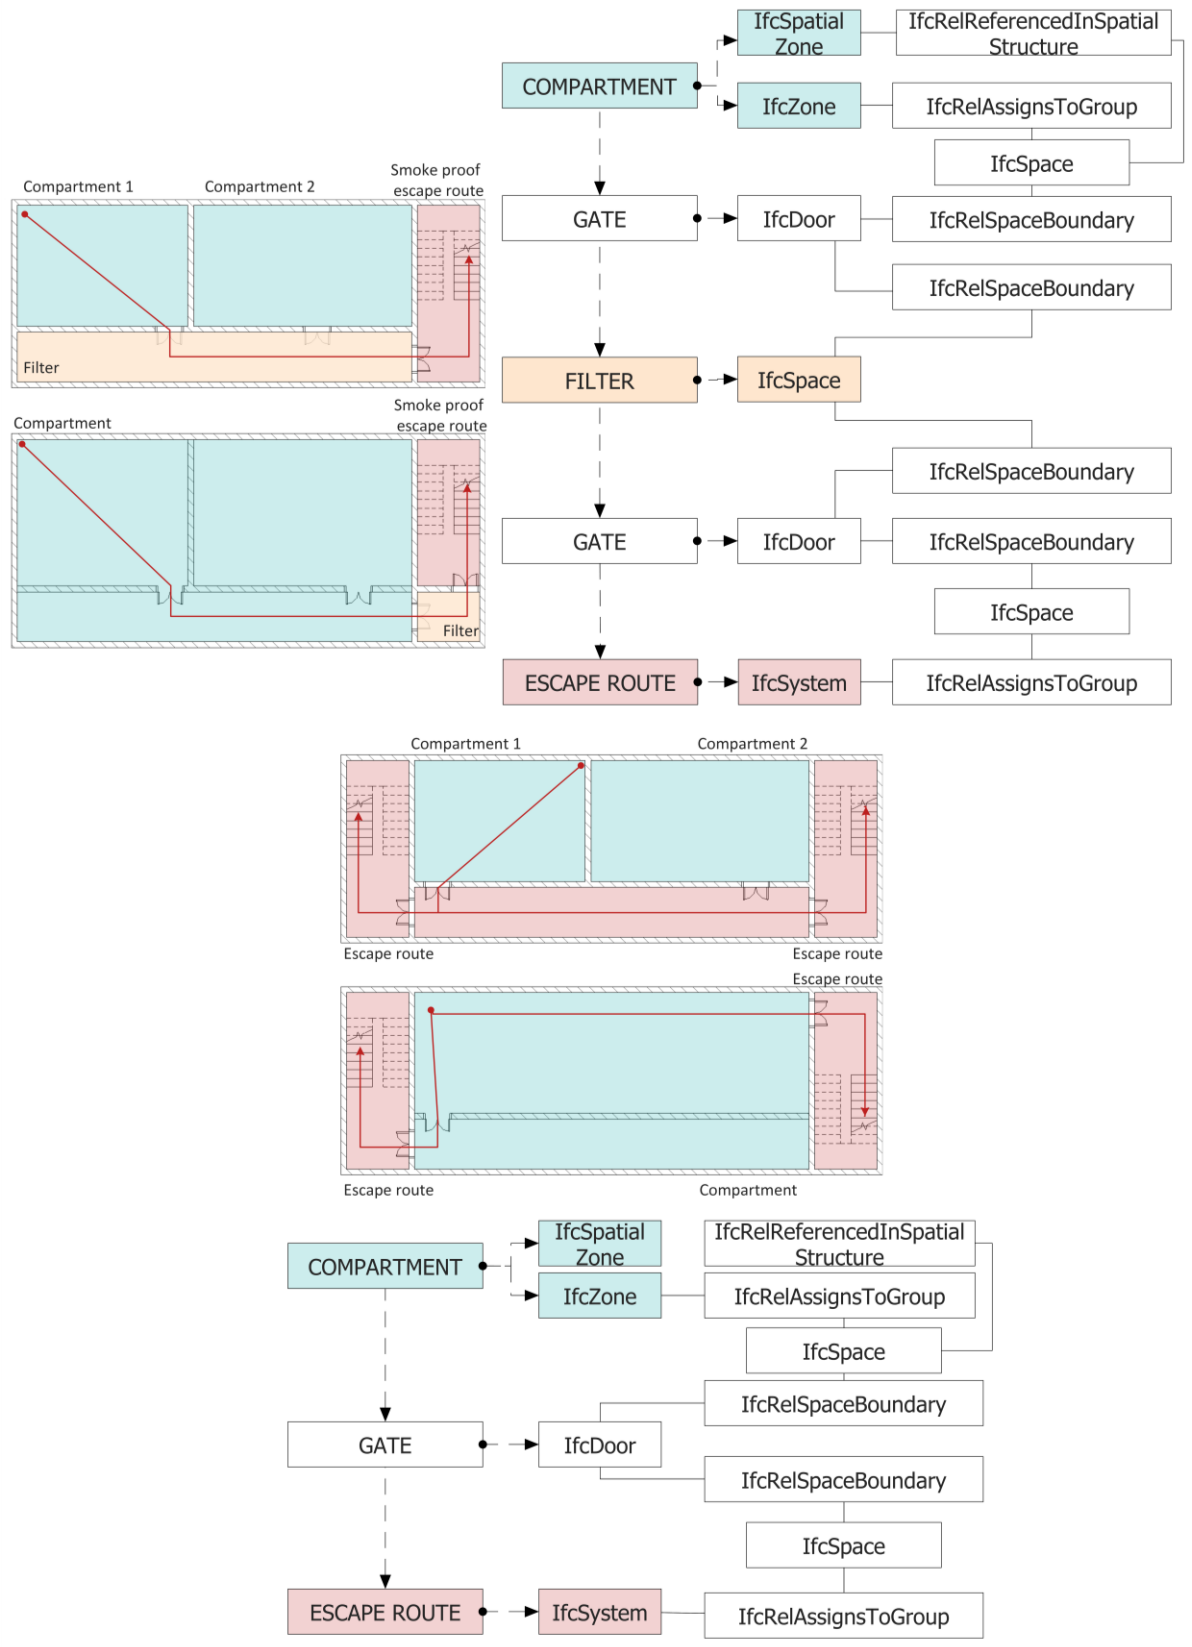 IfcSpatial
Zone
IfcRelReferencedInSpatial
Structure
COMPARTMENT
IfcZone
IfcRelAssignsToGroup
IfcSpace
GATE
IfcDoor
IfcRelSpaceBoundary
IfcRelSpaceBoundary
FILTER
IfcSpace
IfcRelSpaceBoundary
GATE
IfcDoor
IfcRelSpaceBoundary
IfcSpace
ESCAPE ROUTE
IfcSystem
IfcRelAssignsToGroup
Compartment 1
Compartment 2
Smoke proof
escape route
Filter
Compartment
Smoke proof
escape route
Filter
Compartment 1
Compartment 2
Escape route
Escape route
Escape route
Escape route
Compartment
COMPARTMENT
IfcSpatial
Zone
IfcRelReferencedInSpatial
Structure
IfcZone
IfcRelAssignsToGroup
IfcSpace
IfcRelSpaceBoundary
GATE
IfcDoor
IfcRelSpaceBoundary
IfcSpace
ESCAPE ROUTE
IfcSystem
IfcRelAssignsToGroup